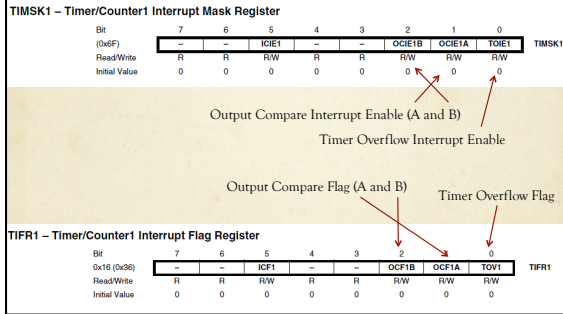 TIMSK1 – Timer/Counter1 Interrupt Mask Register
Bit 7 6 5 4 3 2 1 0
(0x6F) – – ICIE1 – – OCIE1B OCIE1A TOIE1 TIMSK1
Read/Write R R R/W R R R/W R/W R/W
Initial Value 0 0 0 0 0 0 0 0
Output Compare Interrupt Enable (A and B)
Timer Overflow Interrupt Enable
Output Compare Flag (A and B)
Timer Overflow Flag
TIFR1 – Timer/Counter1 Interrupt Flag Register
Bit 7 6 5 4 3 2 0
0x16 (0x36) – – ICF1 – – OCF1B OCF1A TOV1 TIFR1
Read/Write R R R/W R R R/W R/W R/W
Initial Value 0 0 0 0 0 0 0 0